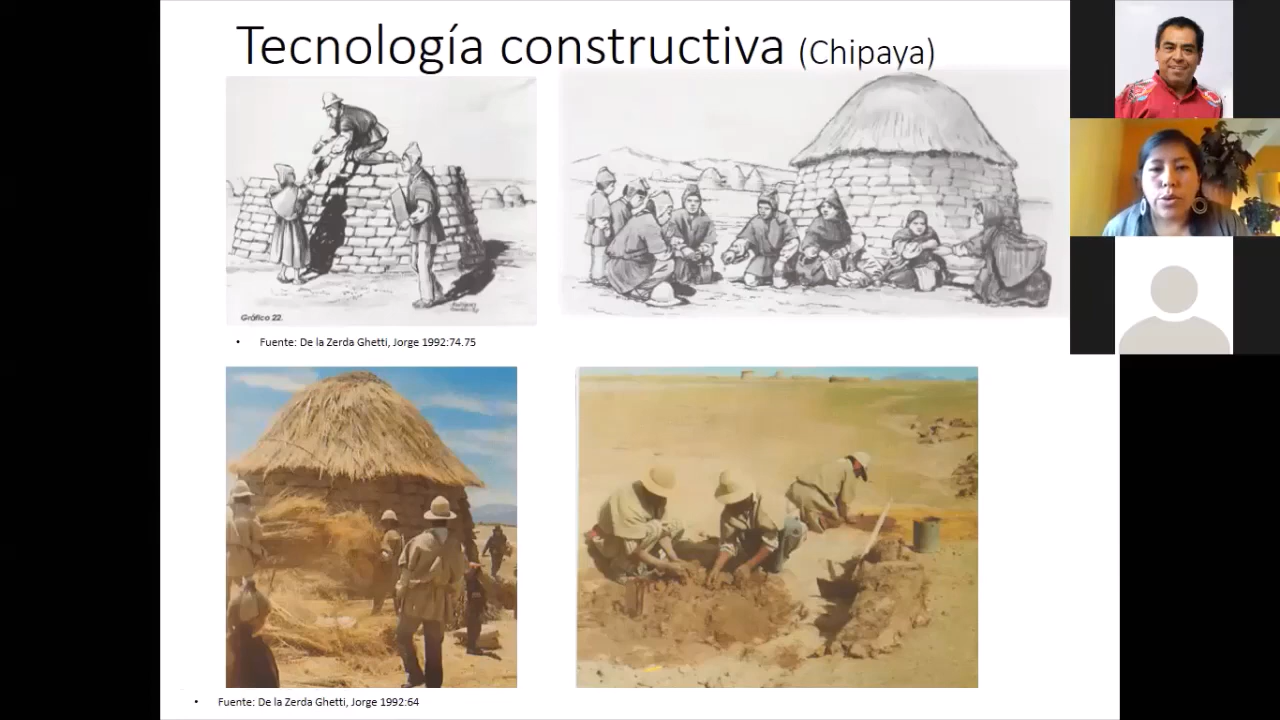 Tecnología constructiva (Chipaya)
Gráfico 22.
• Fuente: De la Zerda Ghetti, Jorge 1992:74.75
• Fuente: De la Zerda Ghetti, Jorge 1992:64